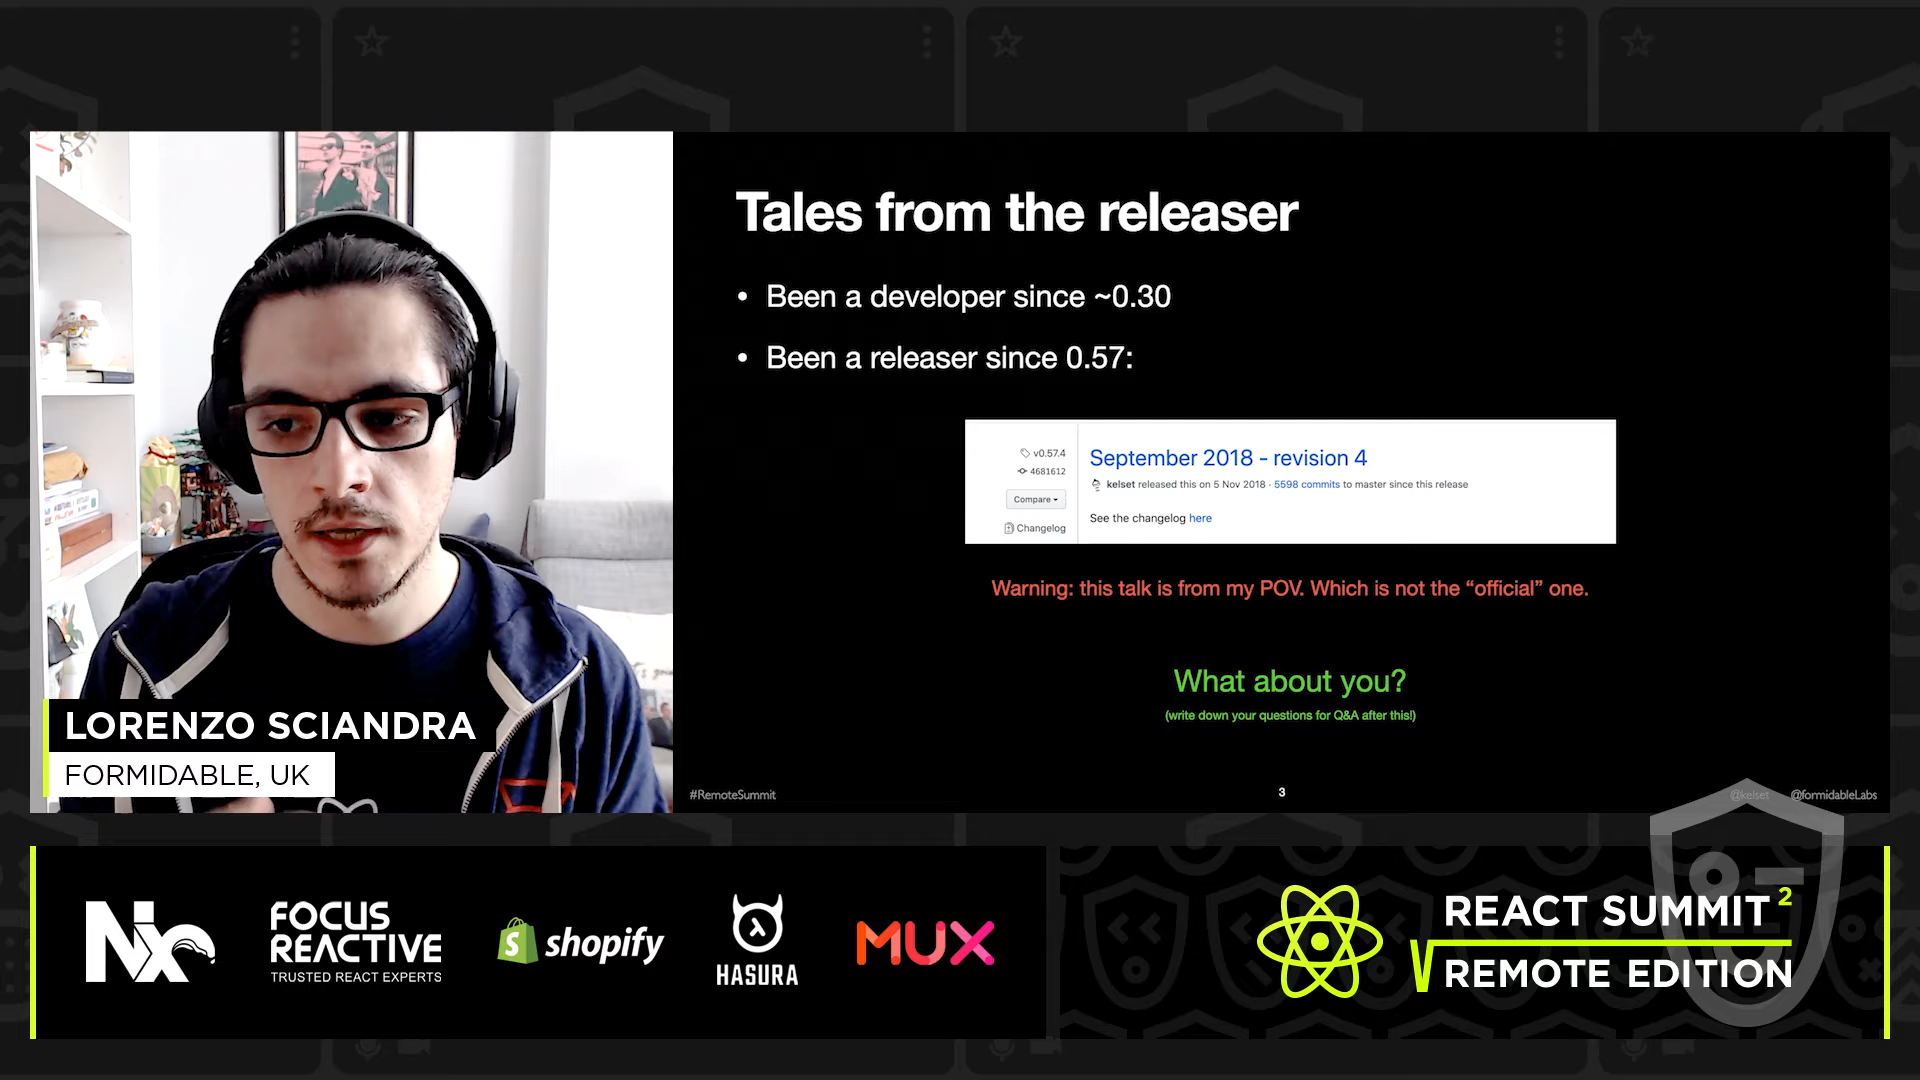 Tales from the releaser
• Been a developer since ~0.30
• Been a releaser since 0.57:
v0.57.4
4681612
Compare
Changelog
September 2018 - revision 4
kelset released this on 5 Nov 2018 · 5598 commits to master since this release
See the changelog here
Warning: this talk is from my POV. Which is not the “official” one.
What about you?
(write down your questions for Q&A after this!)
#RemoteSummit
3
@kelset
@formidableLabs
LORENZO SCIANDRA
FORMIDABLE, UK
Nx
FOCUS
REACTIVE
TRUSTED REACT EXPERTS
shopify
HASURA
MUX
REACT SUMMIT²
REMOTE EDITION